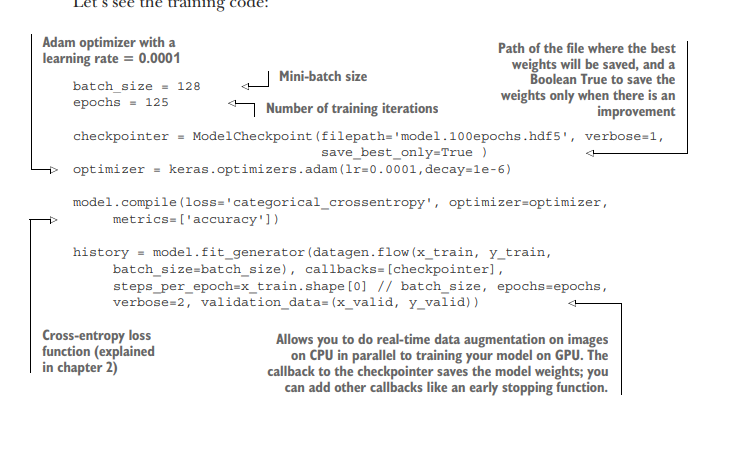 Let's see the training code:
Adam optimizer with a
learning rate = 0.0001
Path of the file where the best
weights will be saved, and a
Boolean True to save the
weights only when there is an
improvement
batch_size = 128
Mini-batch size
epochs = 125
Number of training iterations
checkpointer = ModelCheckpoint(filepath='model.100epochs.hdf5', verbose=1,
save_best_only=True )
optimizer = keras.optimizers.adam(lr=0.0001,decay=1e-6)
model.compile(loss='categorical_crossentropy', optimizer=optimizer,
metrics=['accuracy'])
history = model.fit_generator(datagen.flow(x_train, y_train,
batch_size=batch_size), callbacks=[checkpointer],
steps_per_epoch=x_train.shape[0] // batch_size, epochs=epochs,
verbose=2, validation_data=(x_valid, y_valid))
Cross-entropy loss
function (explained
in chapter 2)
Allows you to do real-time data augmentation on images
on CPU in parallel to training your model on GPU. The
callback to the checkpointer saves the model weights; you
can add other callbacks like an early stopping function.